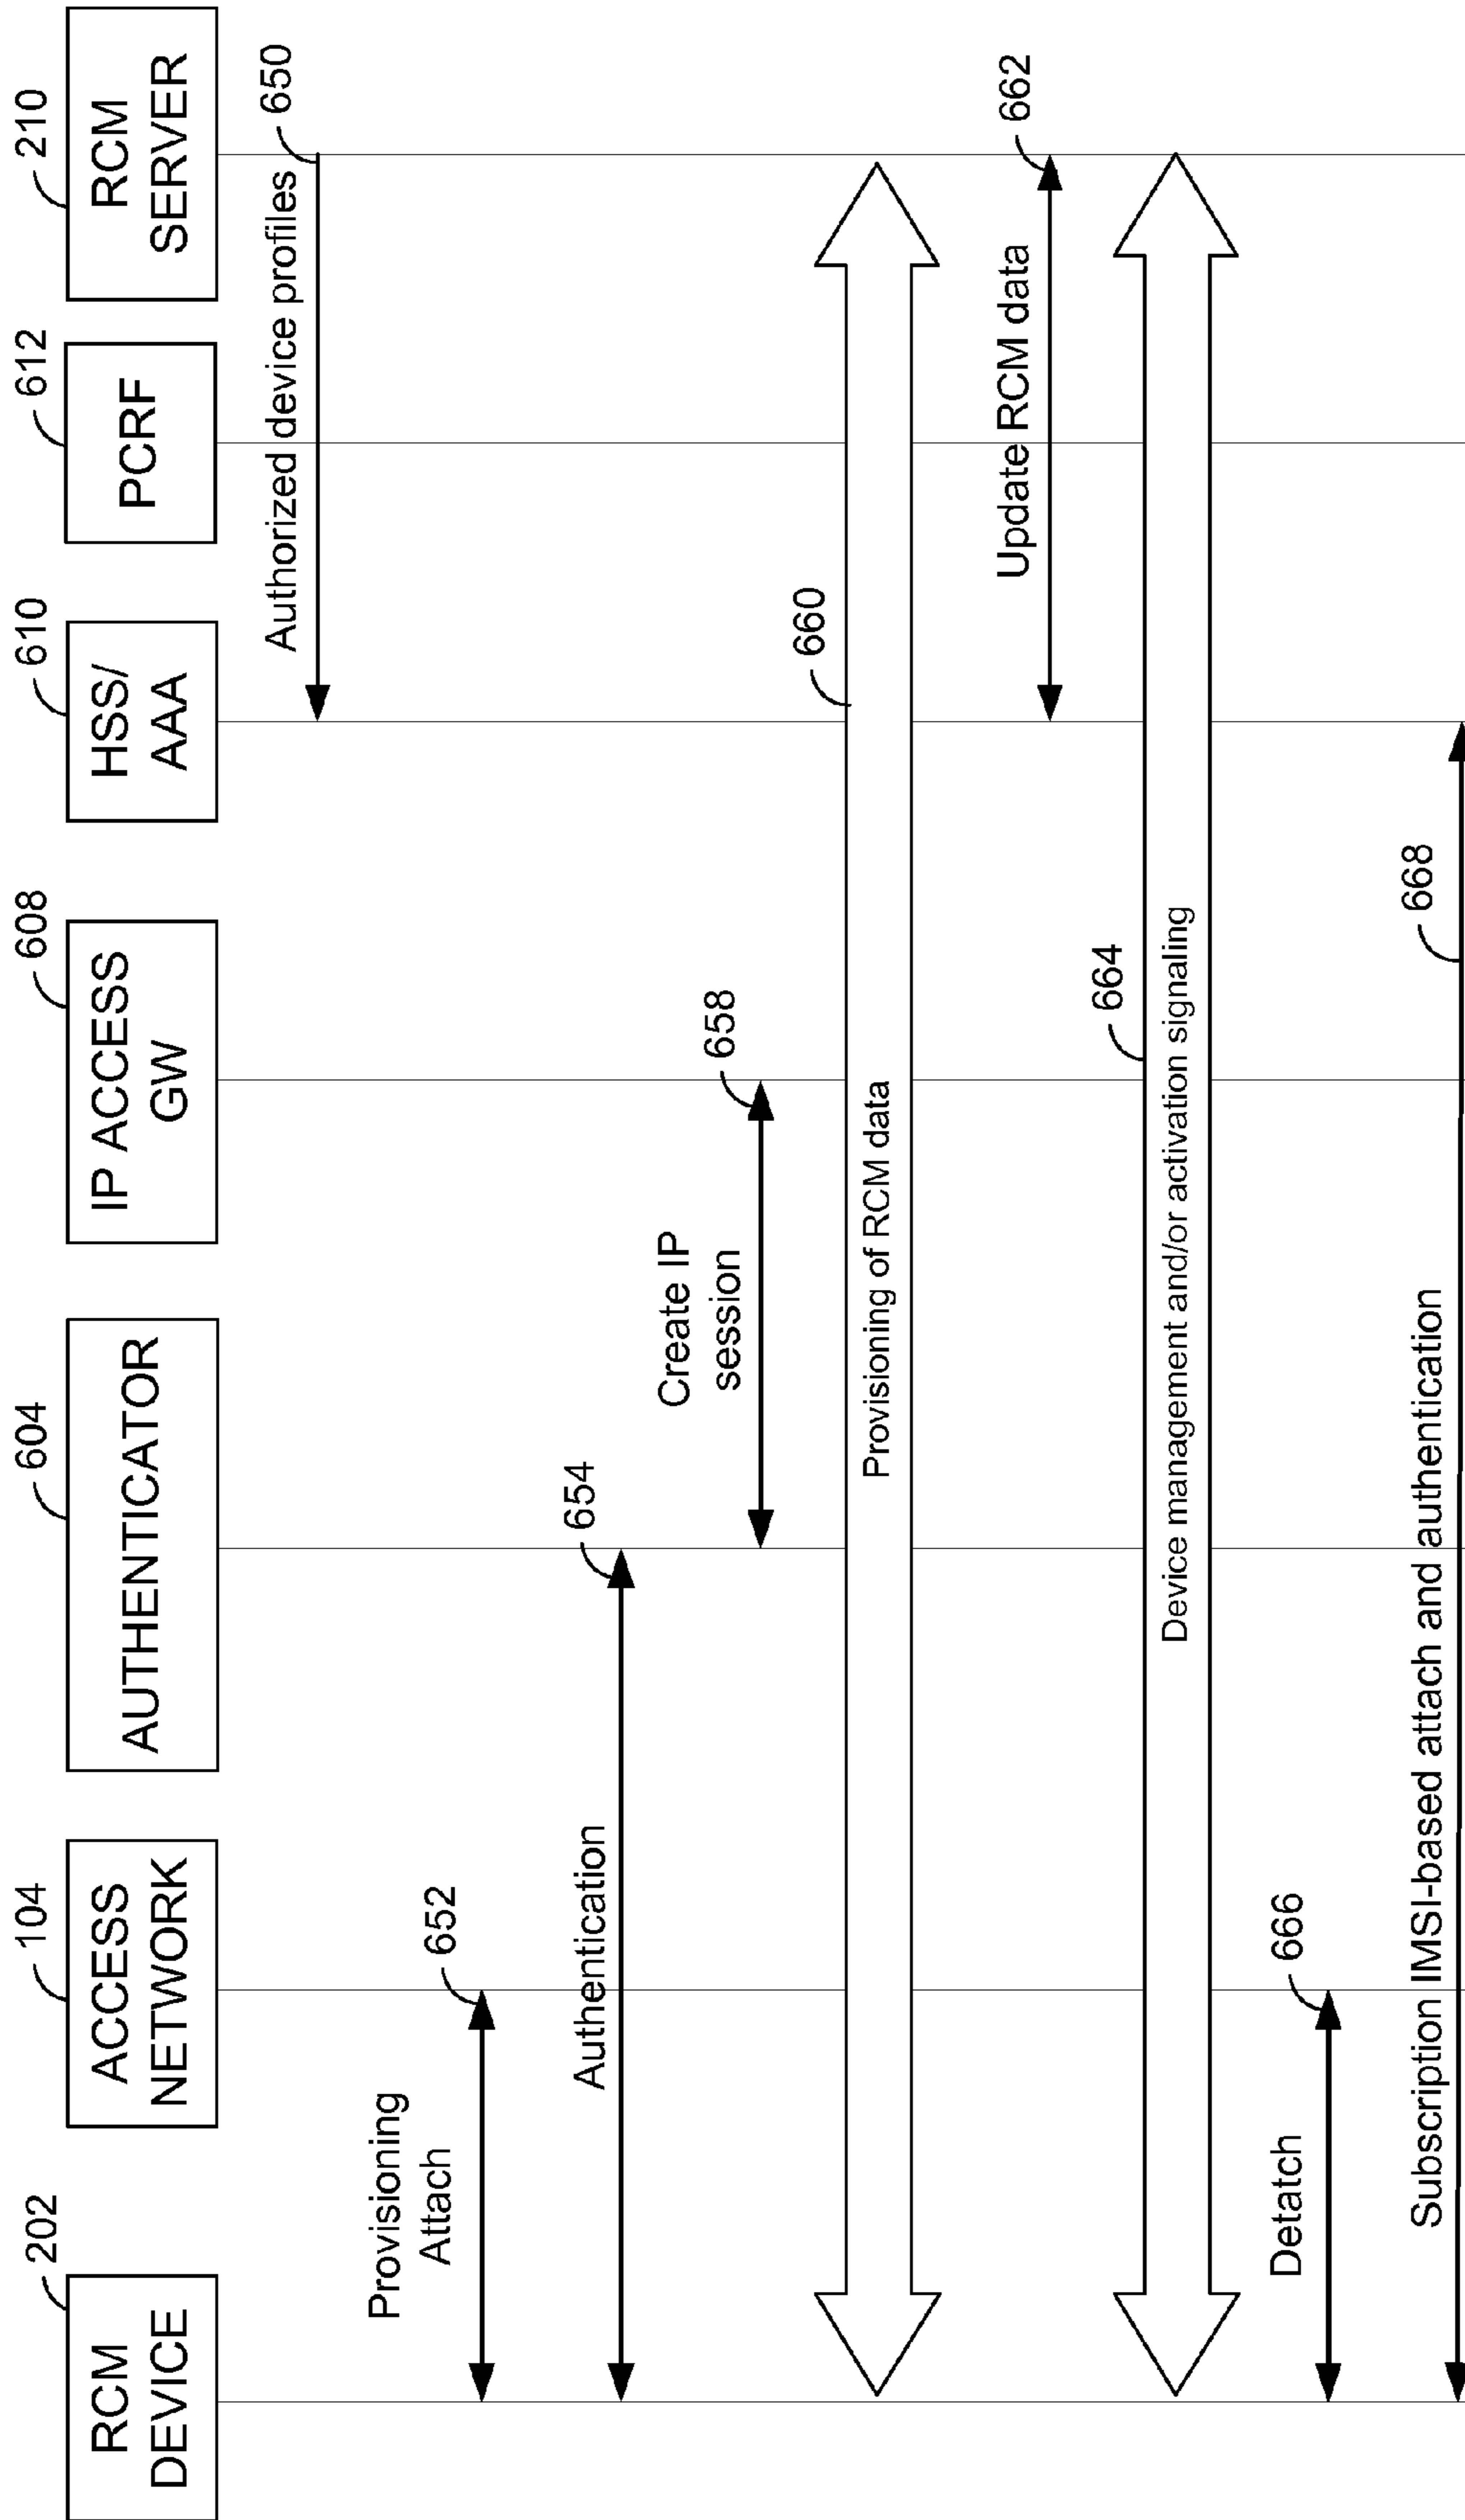 202
RCM
DEVICE
104
ACCESS
NETWORK
604
AUTHENTICATOR
608
IP ACCESS
GW
610
HSS/
AAA
612
PCRF
210
RCM
SERVER
650
Authorized device profiles
Provisioning
Attach
652
Authentication
654
Create IP
session
658
660
Provisioning of RCM data
Update RCM data
662
664
Device management and/or activation signaling
Detatch
666
Subscription IMSI-based attach and authentication
668